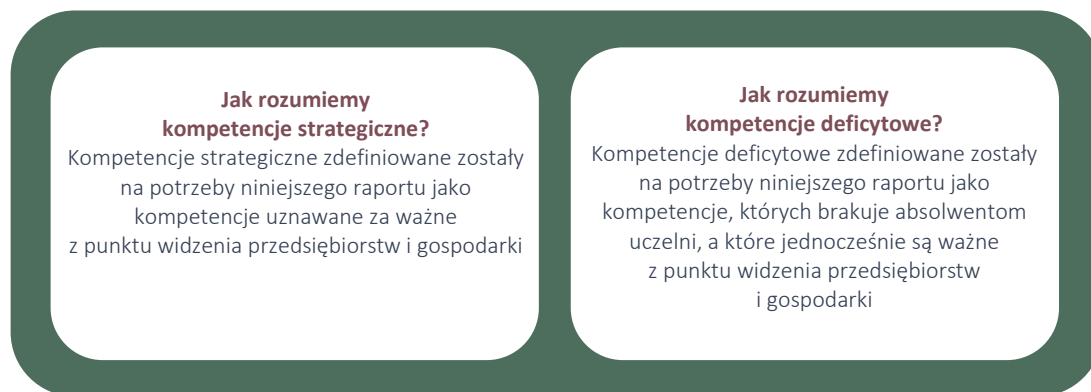 Jak rozumiemy
kompetencje strategiczne?
Kompetencje strategiczne zdefiniowane zostały
na potrzeby niniejszego raportu jako
kompetencje uznawane za ważne
z punktu widzenia przedsiębiorstw i gospodarki
Jak rozumiemy
kompetencje deficytowe?
Kompetencje deficytowe zdefiniowane zostały
na potrzeby niniejszego raportu jako
kompetencje, których brakuje absolwentom
uczelni, a które jednocześnie są ważne
z punktu widzenia przedsiębiorstw
i gospodarki